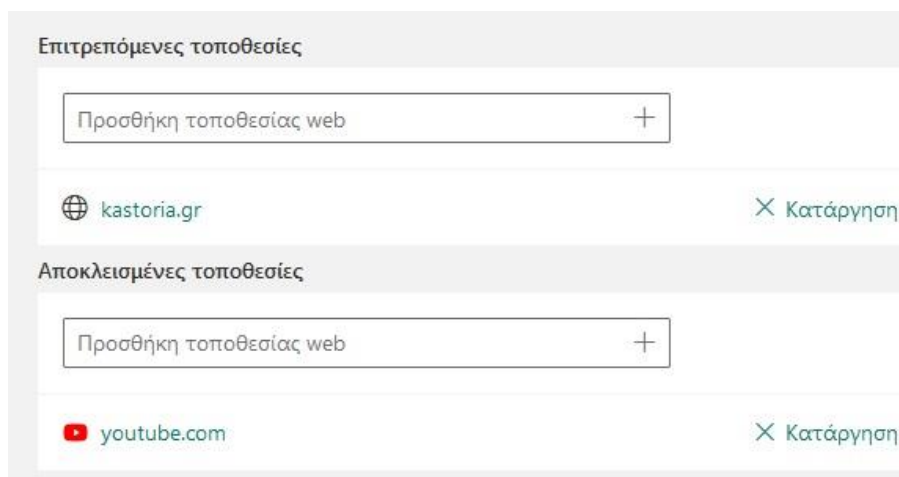 Επιτρεπόμενες τοποθεσίες
Προσθήκη τοποθεσίας web
kastoria.gr
Κατάργηση
Αποκλεισμένες τοποθεσίες
Προσθήκη τοποθεσίας web
youtube.com
Κατάργηση